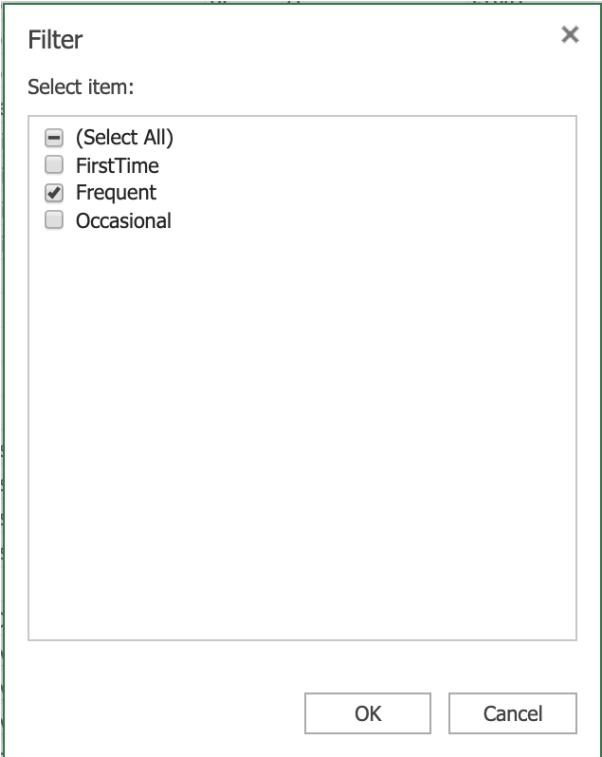 Filter
Select item:
(Select All)
FirstTime
Frequent
Occasional
OK
Cancel